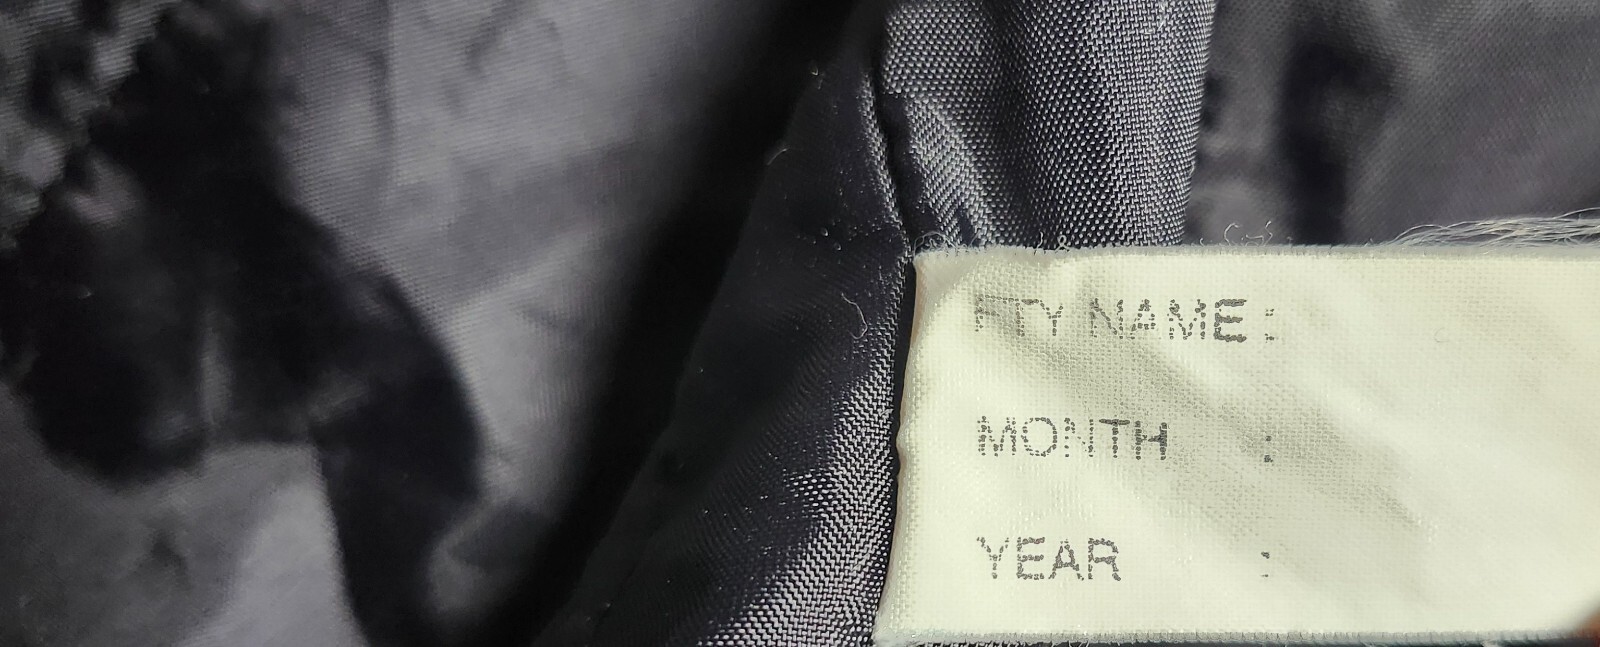 FTY NAME :
MONTH :
YEAR :